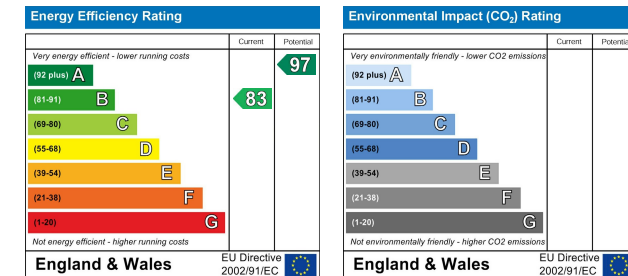 Energy Efficiency Rating
Current Potential
Very energy efficient - lower running costs
(92 plus) A
97
(81-91) B
83
(69-80) C
(55-68) D
(39-54) E
(21-38) F
(1-20) G
Not energy efficient - higher running costs
England & Wales
EU Directive
2002/91/EC
Environmental Impact (CO2) Rating
Current Potentia
Very environmentally friendly - lower CO2 emissions
(92 plus) A
(81-91) B
(69-80) C
(55-68) D
(39-54) E
(21-38) F
(1-20) G
Not environmentally friendly - higher CO2 emissions
England & Wales
EU Directive
2002/91/EC